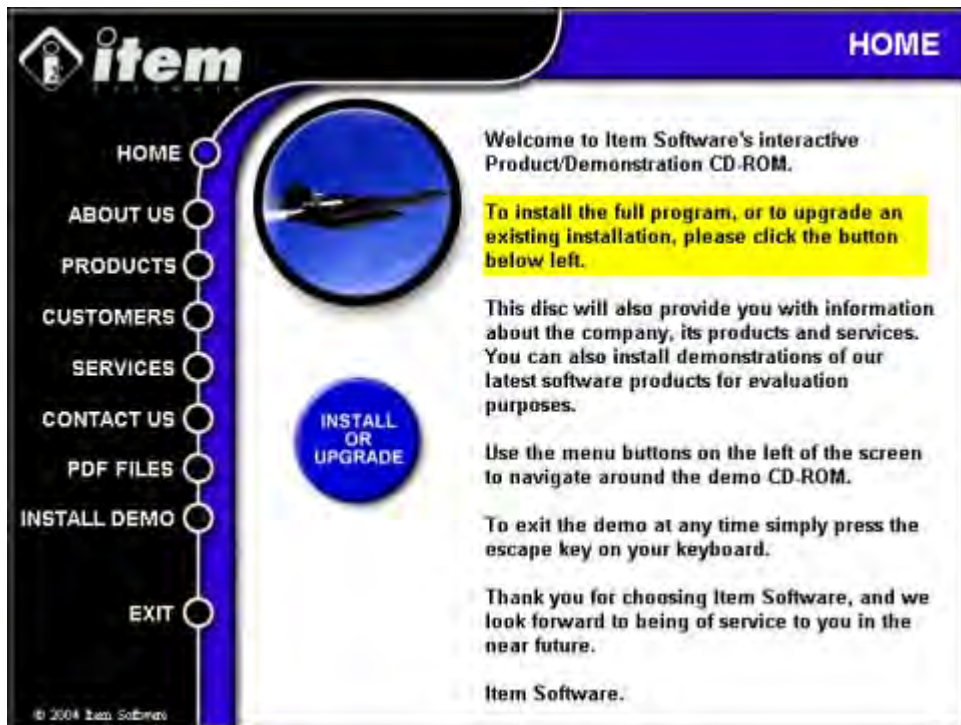 item
HOME
HOME
ABOUT US
PRODUCTS
CUSTOMERS
SERVICES
CONTACT US
PDF FILES
INSTALL DEMO
EXIT
© 2004 Item Software
INSTALL
OR
UPGRADE
Welcome to Item Software's interactive
Product/Demonstration CD-ROM.
To install the full program, or to upgrade an
existing installation, please click the button
below left.
This disc will also provide you with information
about the company, its products and services.
You can also install demonstrations of our
latest software products for evaluation
purposes.
Use the menu buttons on the left of the screen
to navigate around the demo CD-ROM.
To exit the demo at any time simply press the
escape key on your keyboard.
Thank you for choosing Item Software, and we
look forward to being of service to you in the
near future.
Item Software.